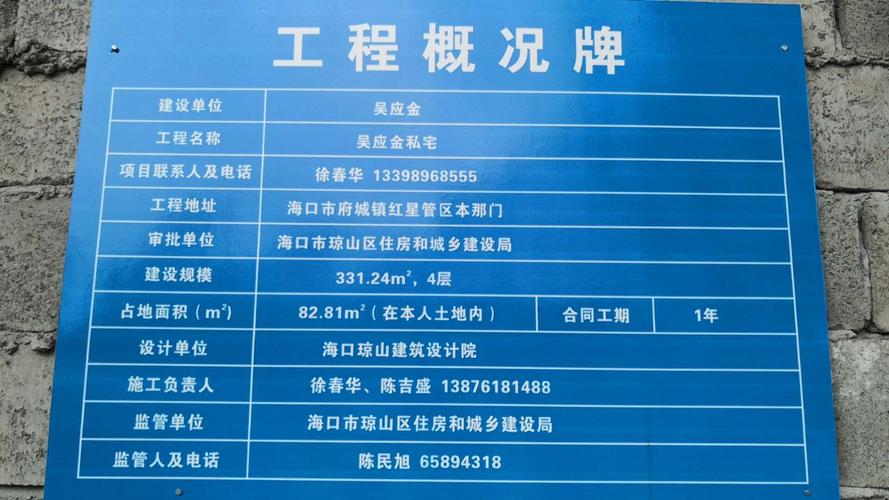 工程概况牌
建设单位 吴应金
工程名称 吴应金私宅
项目联系人及电话 徐春华 13398968555
工程地址 海口市府城镇红星管区本那门
审批单位 海口市琼山区住房和城乡建设局
建设规模 331.24m²，4层
占地面积（m²） 82.81m²（在本人土地内） 合同工期 1年
设计单位 海口琼山建筑设计院
施工负责人 徐春华、陈吉盛 13876181488
监管单位 海口市琼山区住房和城乡建设局
监管人及电话 陈民旭 65894318